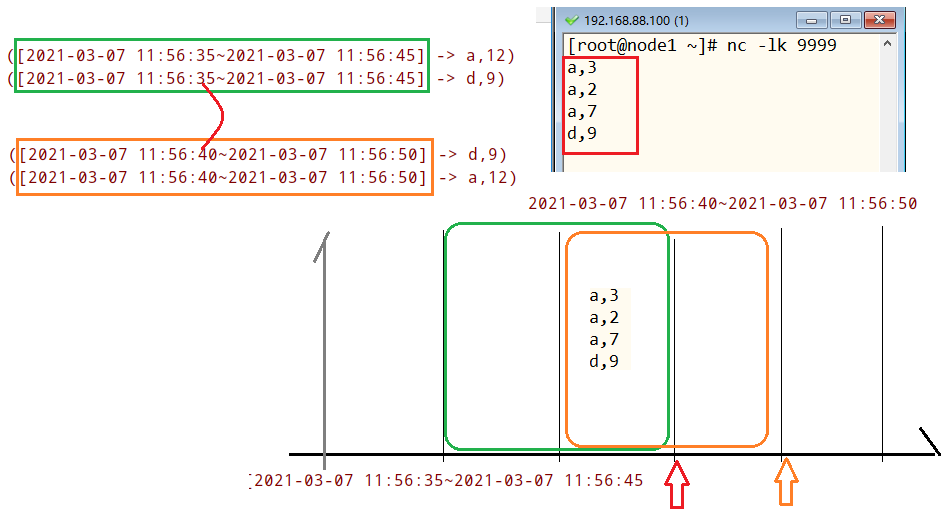 ([2021-03-07 11:56:35~2021-03-07 11:56:45] -> a,12)
([2021-03-07 11:56:35~2021-03-07 11:56:45] -> d,9)
([2021-03-07 11:56:40~2021-03-07 11:56:50] -> d,9)
([2021-03-07 11:56:40~2021-03-07 11:56:50] -> a,12)
192.168.88.100 (1)
[root@node1 ~]# nc -lk 9999
a,3
a,2
a,7
d,9
2021-03-07 11:56:40~2021-03-07 11:56:50
a,3
a,2
a,7
d,9
[2021-03-07 11:56:35~2021-03-07 11:56:45